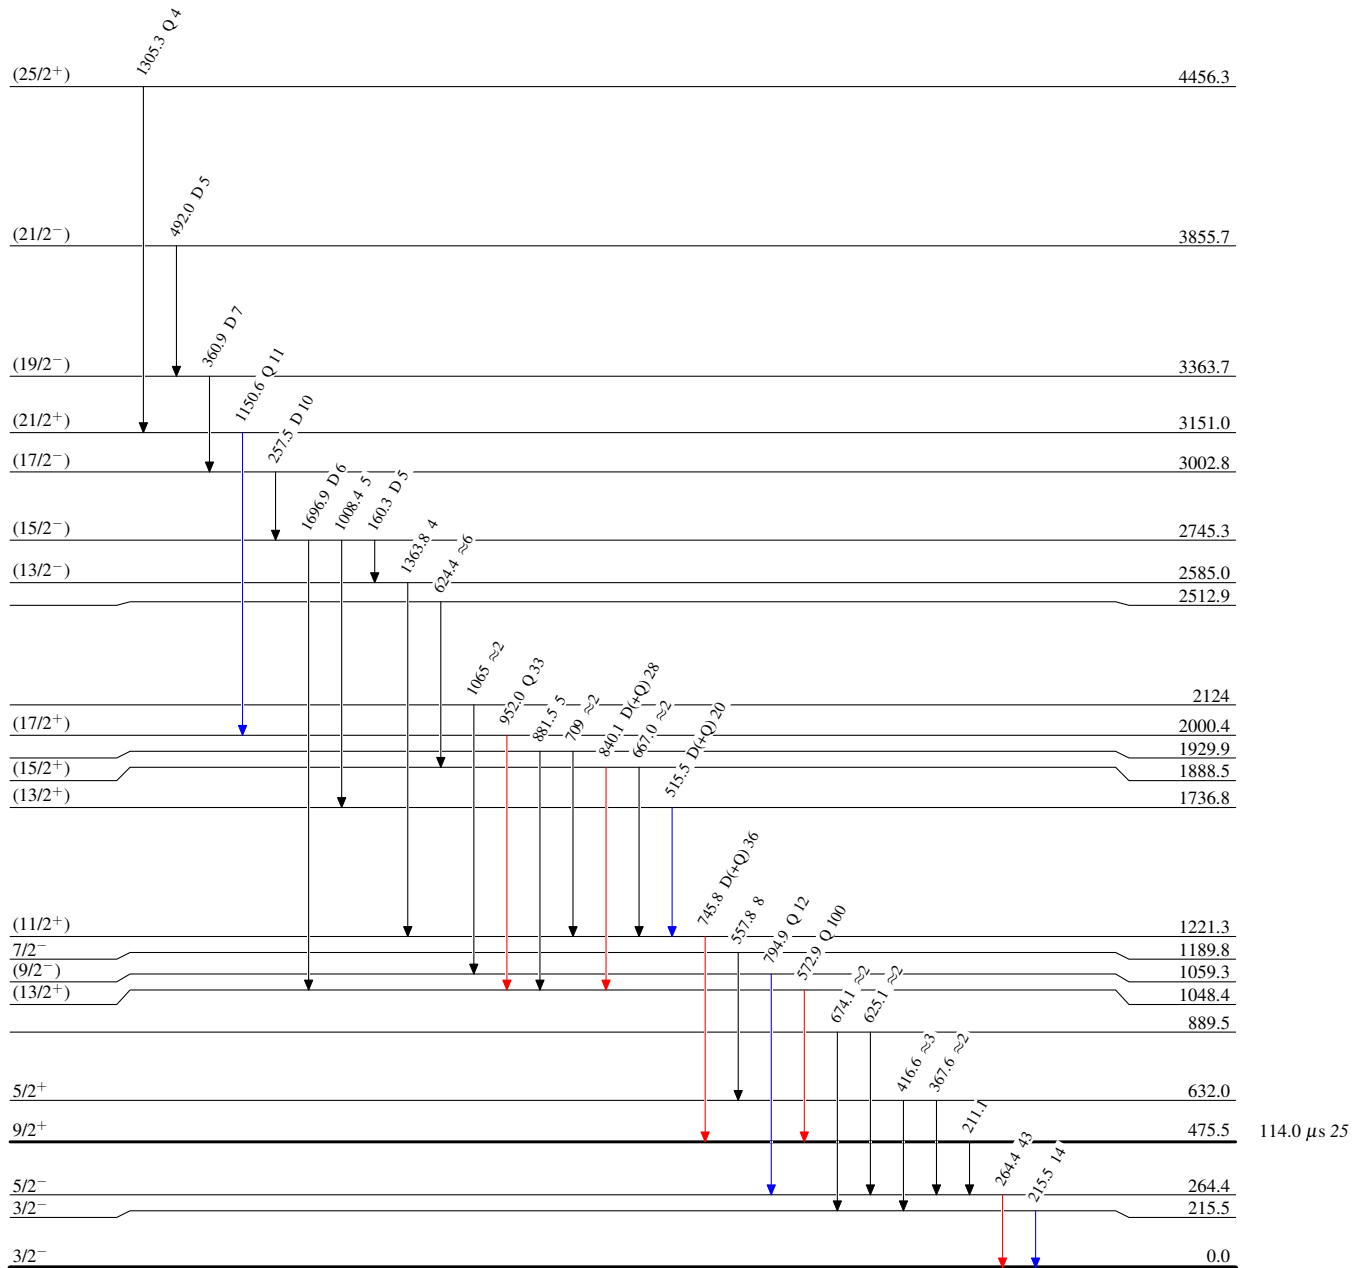 1305.3 Q 4
(25/2+) 4456.3
492.0 D 5
(21/2−) 3855.7
360.9 D 7
(19/2−) 3363.7
1150.6 Q 11
(21/2+) 3151.0
257.5 D 10
(17/2−) 3002.8
1696.9 D 6
1008.4 5
160.3 D 5
(15/2−) 2745.3
1363.8 4
(13/2−) 2585.0
624.4 ≈6
2512.9
1065 ≈2
2124
952.0 Q 33
(17/2+) 2000.4
881.5 5
709 ≈2
1929.9
840.1 D(+Q) 28
667.0 ≈2
(15/2+) 1888.5
515.5 D(+Q) 20
(13/2+) 1736.8
745.8 D(+Q) 36
(11/2+) 1221.3
557.8 8
7/2− 1189.8
794.9 Q 12
(9/2−) 1059.3
572.9 Q 100
(13/2+) 1048.4
674.1 ≈2
625.1 ≈2
889.5
416.6 ≈3
367.6 ≈2
5/2+ 632.0
211.1
9/2+ 475.5 114.0 μs 25
264.4 43
5/2− 264.4
215.5 14
3/2− 215.5
3/2− 0.0